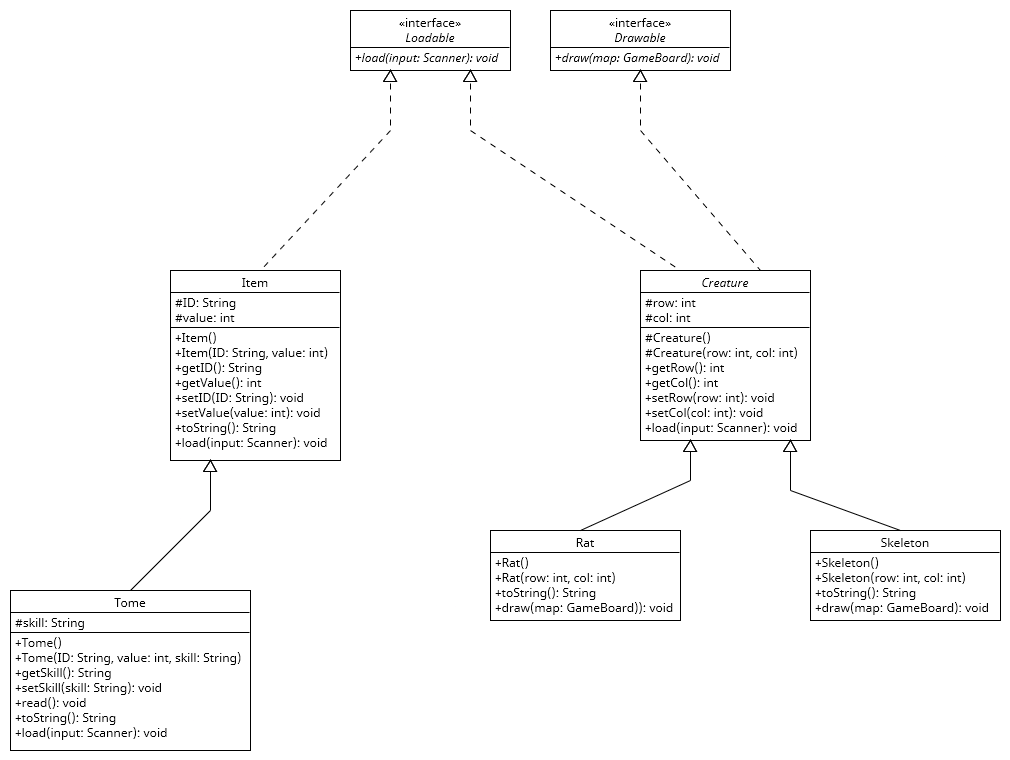 «interface»
Loadable
+load(input: Scanner): void
«interface»
Drawable
+draw(map: GameBoard): void
Item
#ID: String
#value: int
+Item()
+Item(ID: String, value: int)
+getID(): String
+getValue(): int
+setID(ID: String): void
+setValue(value: int): void
+toString(): String
+load(input: Scanner): void
Creature
#row: int
#col: int
#Creature()
#Creature(row: int, col: int)
+getRow(): int
+getCol(): int
+setRow(row: int): void
+setCol(col: int): void
+load(input: Scanner): void
Rat
+Rat()
+Rat(row: int, col: int)
+toString(): String
+draw(map: GameBoard)): void
Skeleton
+Skeleton()
+Skeleton(row: int, col: int)
+toString(): String
+draw(map: GameBoard): void
Tome
#skill: String
+Tome()
+Tome(ID: String, value: int, skill: String)
+getSkill(): String
+setSkill(skill: String): void
+read(): void
+toString(): String
+load(input: Scanner): void